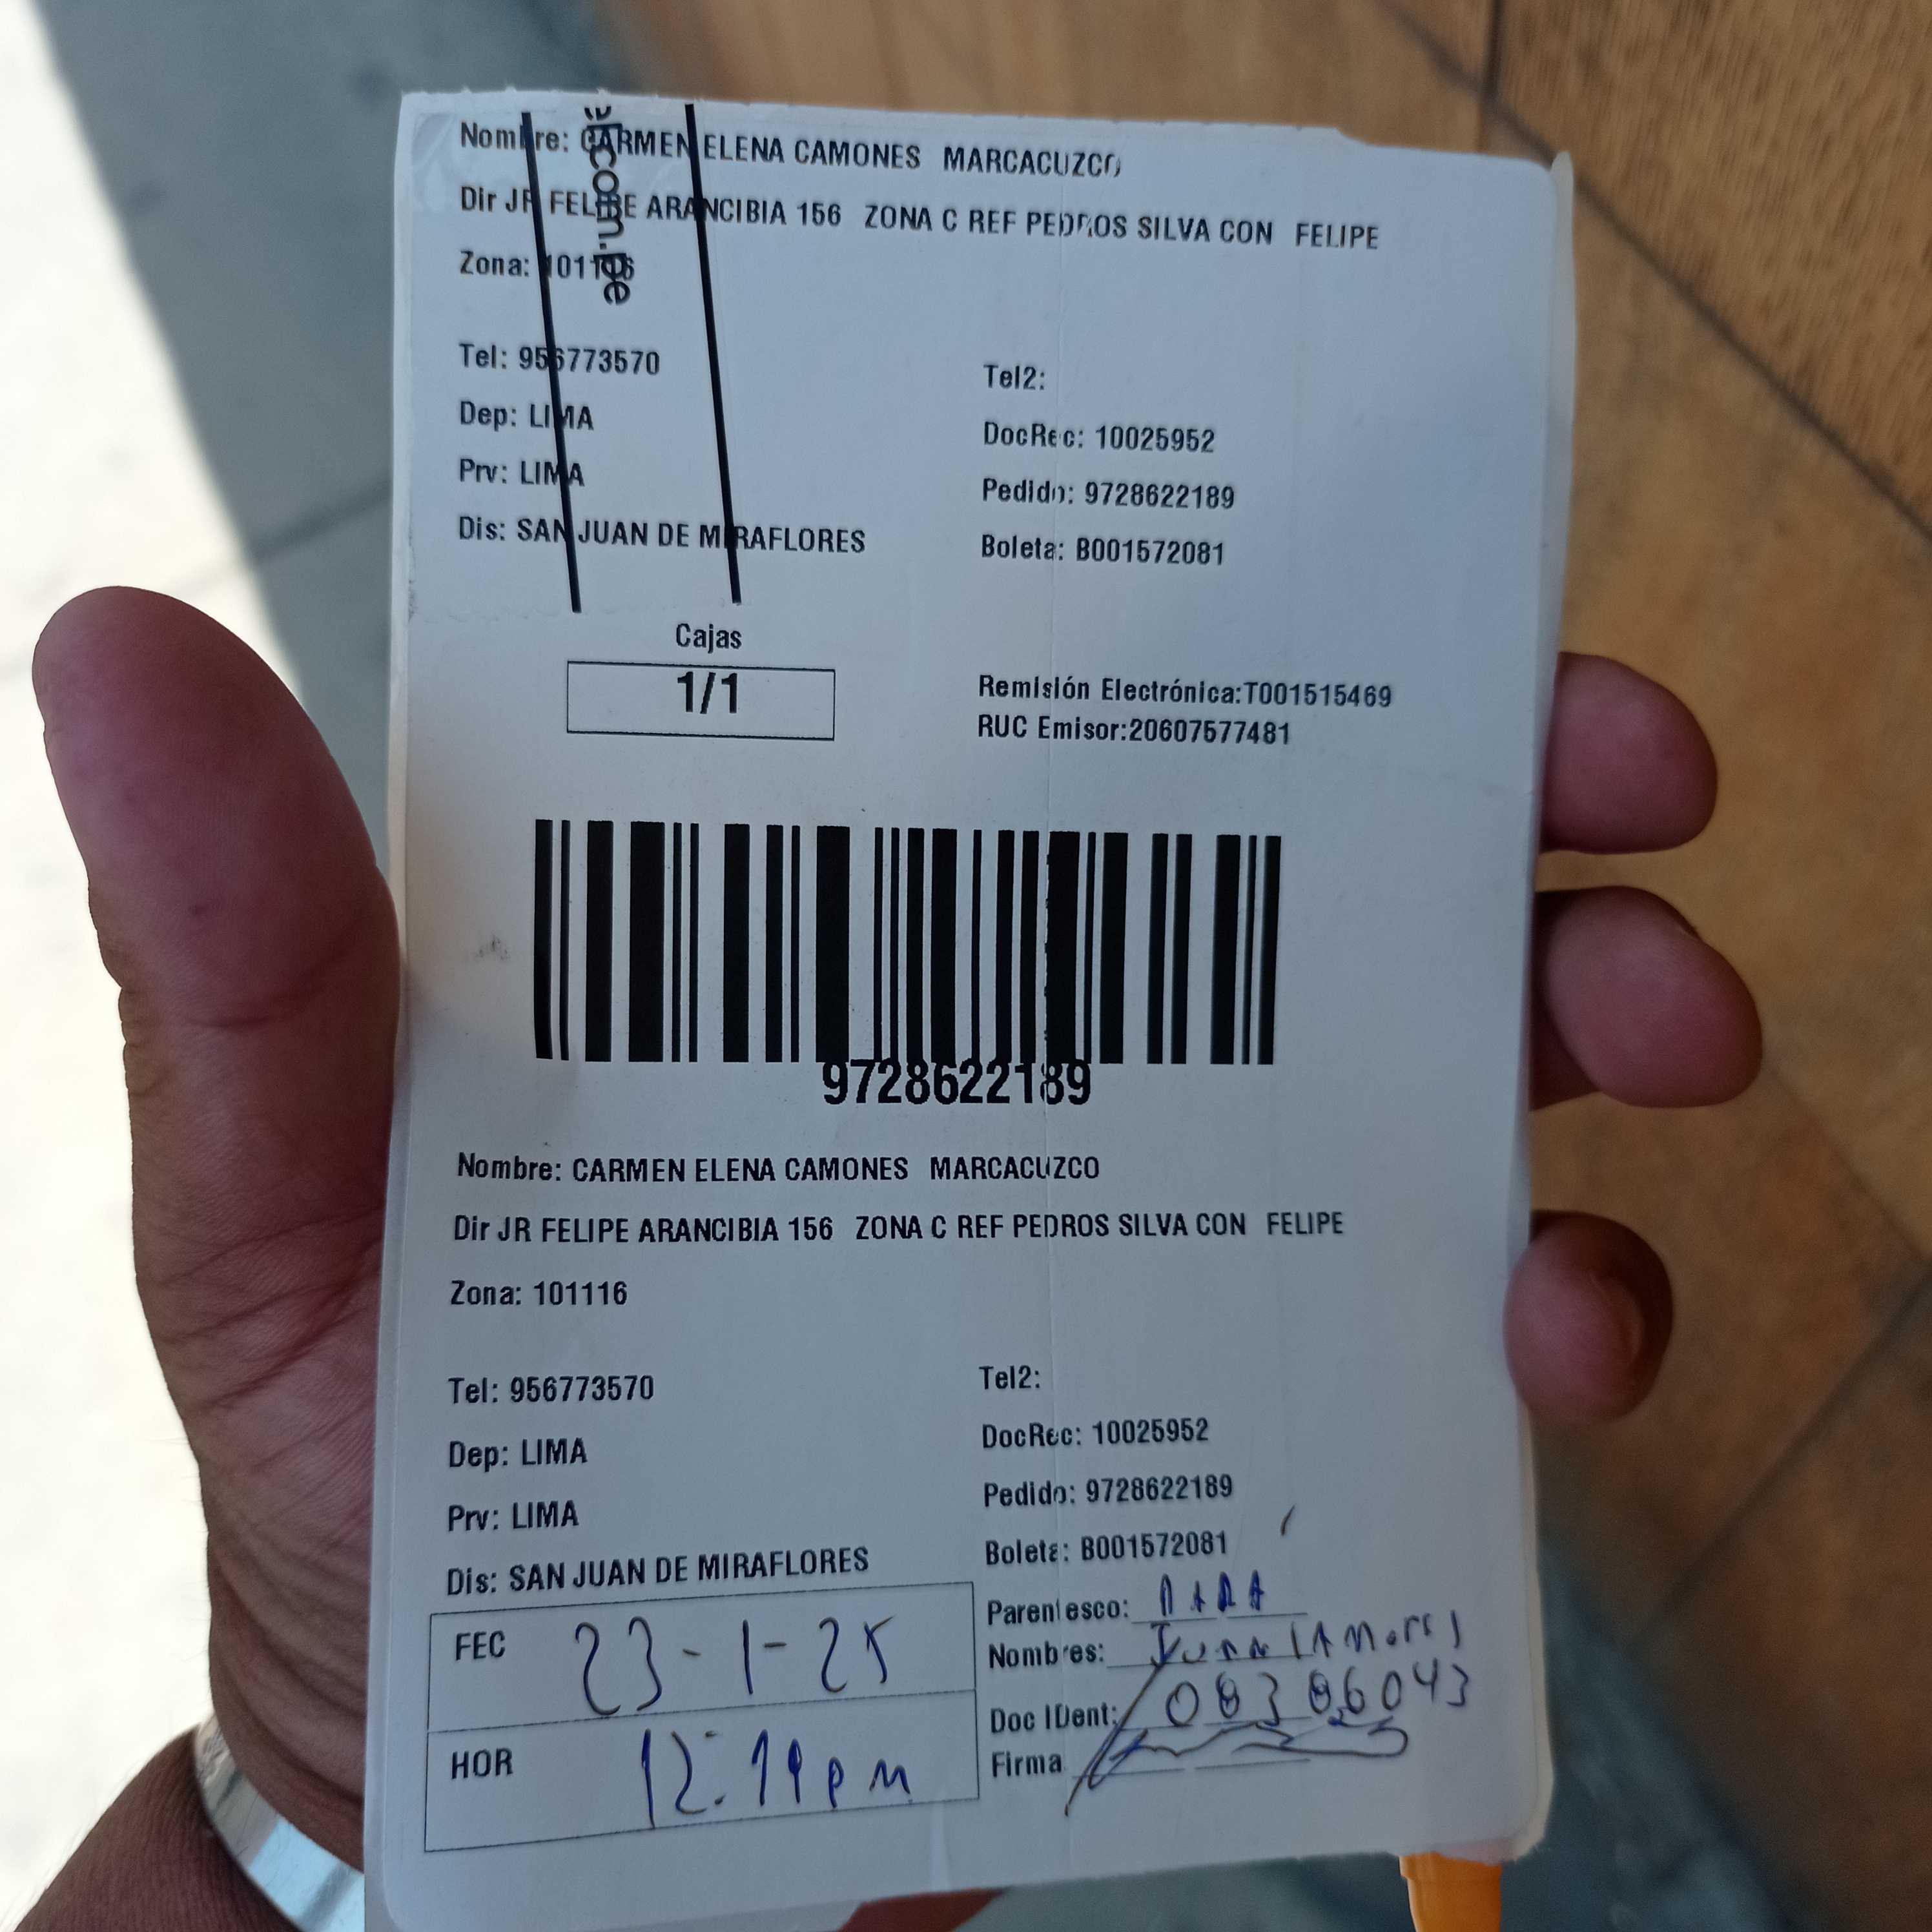 Nombre: CARMEN ELENA CAMONES MARCACUZCO
Dir JR FELIPE ARANCIBIA 156 ZONA C REF PEDROS SILVA CON FELIPE
Zona: 101116
.com.pe
Tel: 956773570
Tel2:
Dep: LIMA
DocRec: 10025952
Prv: LIMA
Pedido: 9728622189
Dis: SAN JUAN DE MIRAFLORES
Boleta: B001572081
Cajas
1/1
Remisión Electrónica:T001515469
RUC Emisor:20607577481
9728622189
Nombre: CARMEN ELENA CAMONES MARCACUZCO
Dir JR FELIPE ARANCIBIA 156 ZONA C REF PEDROS SILVA CON FELIPE
Zona: 101116
Tel: 956773570
Tel2:
Dep: LIMA
DocRec: 10025952
Prv: LIMA
Pedido: 9728622189
Dis: SAN JUAN DE MIRAFLORES
Boleta: B001572081
FEC 23-1-25
Parentesco:
Nombres:
Doc IDent: 08386043
HOR 12:19pm
Firma